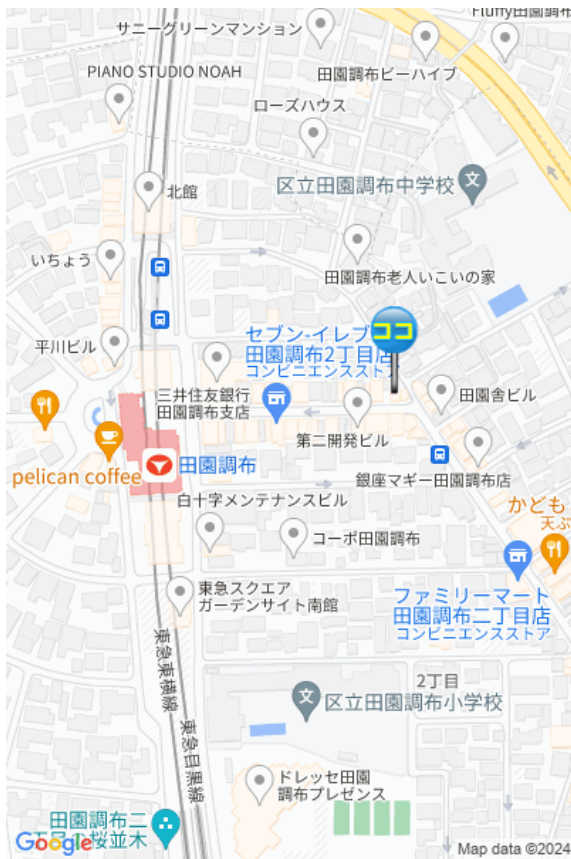 Fluffy田園調布
サニーグリーンマンション
田園調布ビーハイブ
PIANO STUDIO NOAH
ローズハウス
区立田園調布中学校
文
北館
田園調布老人いこいの家
いちょう
ココ
セブン-イレブ
田園調布2丁目店
コンビニエンススト
平川ビル
三井住友銀行
田園調布支店
田園舎ビル
第二開発ビル
田園調布
pelican coffee
銀座マギー田園調布店
白十字メンテナンスビル
かども
天ぷ
コーポ田園調布
東急スクエア
ガーデンサイト南館
ファミリーマート
田園調布二丁目店
コンビニエンスストア
東急東横線
東急目黒線
2丁目
文
区立田園調布小学校
ドレッセ田園
調布プレゼンス
田園調布二
桜並木
Google
Map data ©2024